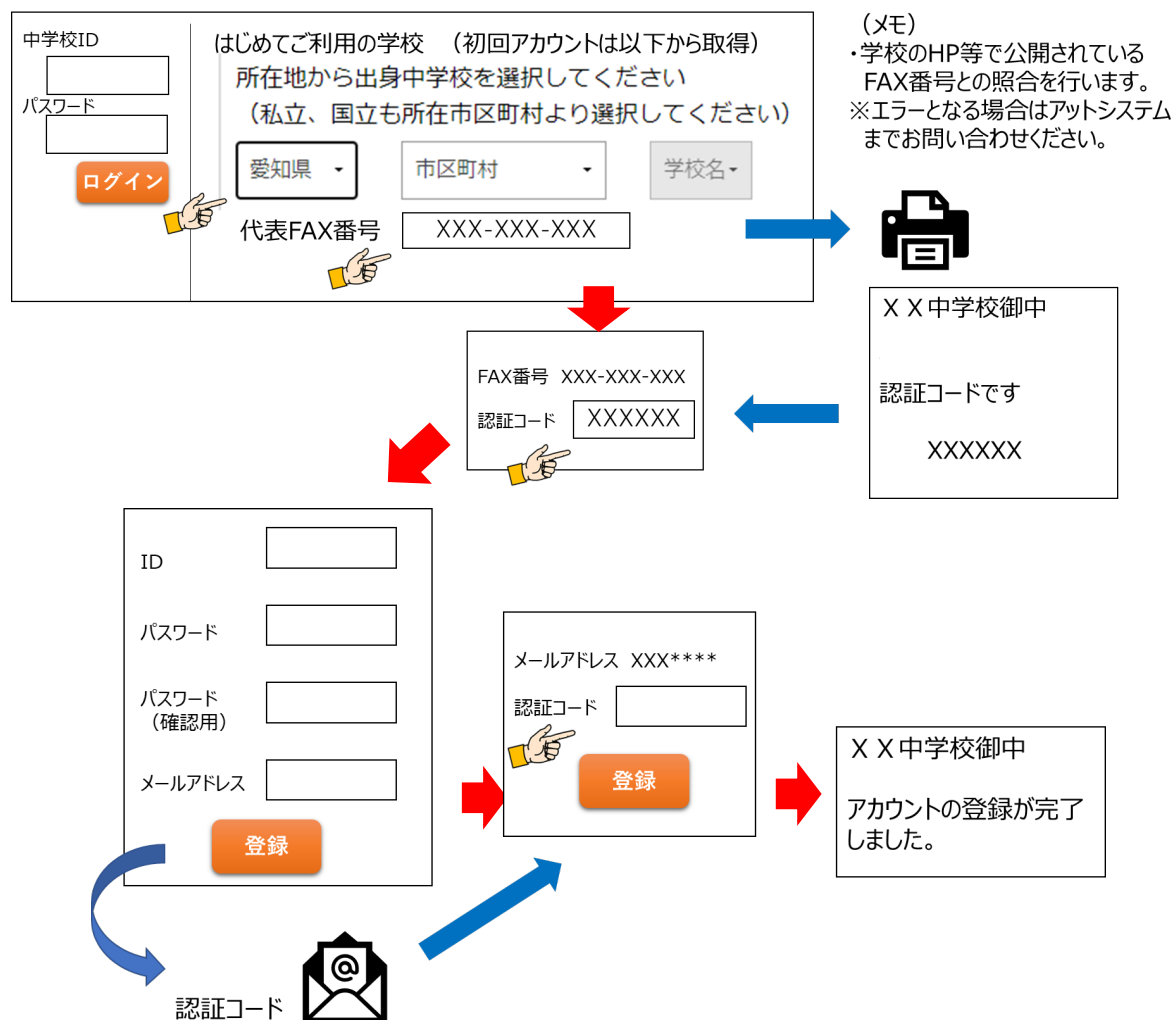 中学校ID
パスワード
ログイン
はじめてご利用の学校　（初回アカウントは以下から取得）
所在地から出身中学校を選択してください
（私立、国立も所在市区町村より選択してください）
愛知県
市区町村
学校名
代表FAX番号
XXX-XXX-XXX
（メモ）
・学校のHP等で公開されている
FAX番号との照合を行います。
※エラーとなる場合はアットシステム
までお問い合わせください。
ＸＸ中学校御中
認証コードです
XXXXXX
FAX番号　XXX-XXX-XXX
認証コード　XXXXXX
ID
パスワード
パスワード
（確認用）
メールアドレス
登録
認証コード
@
メールアドレス　XXX****
認証コード
登録
ＸＸ中学校御中
アカウントの登録が完了
しました。